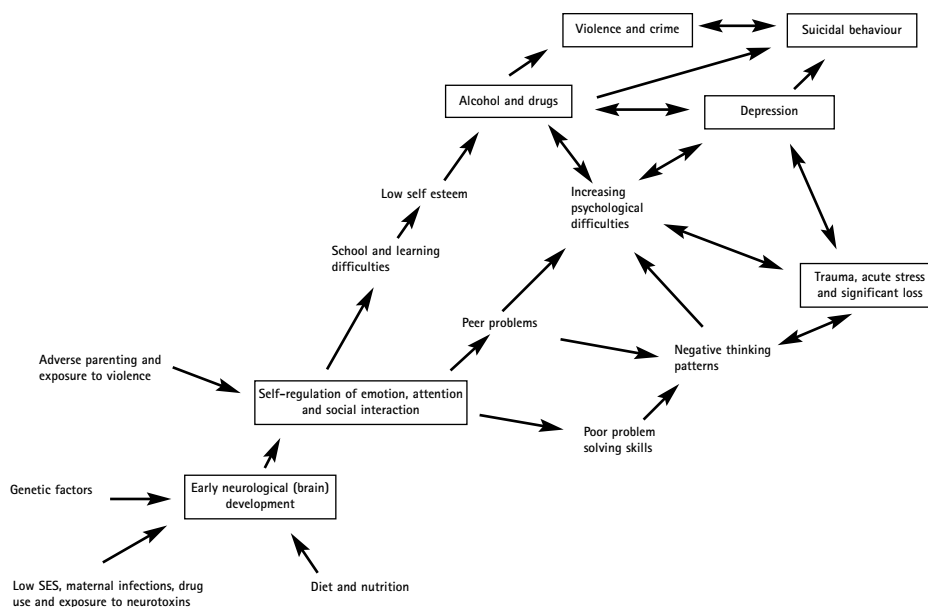 Violence and crime
Suicidal behaviour
Alcohol and drugs
Depression
Low self esteem
Increasing
psychological
difficulties
School and learning
difficulties
Trauma, acute stress
and significant loss
Peer problems
Negative thinking
patterns
Adverse parenting and
exposure to violence
Self-regulation of emotion, attention
and social interaction
Poor problem
solving skills
Genetic factors
Early neurological (brain)
development
Low SES, maternal infections, drug
use and exposure to neurotoxins
Diet and nutrition